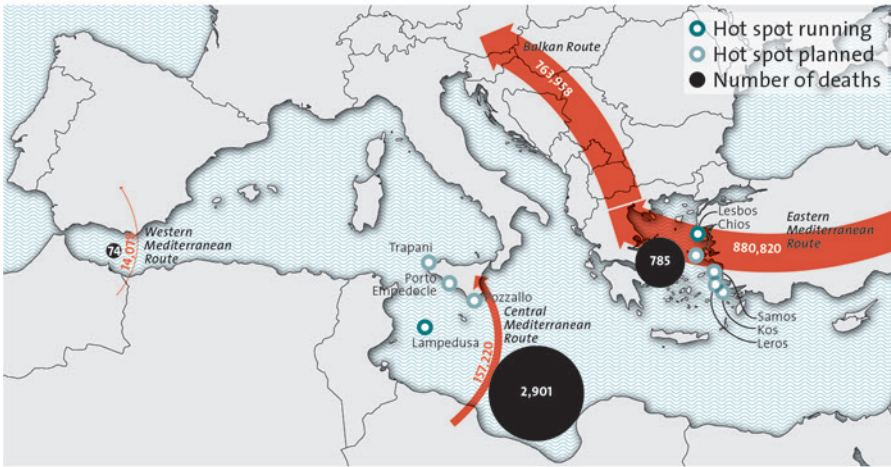 Hot spot running
Hot spot planned
Number of deaths
Balkan Route
763,958
Lesbos
Chios
Eastern
Mediterranean
Route
880,820
785
Samos
Kos
Leros
Western
Mediterranean
Route
74
Trapani
Porto
Empedocle
Pozzallo
Central
Mediterranean
Route
Lampedusa
157,220
2,901